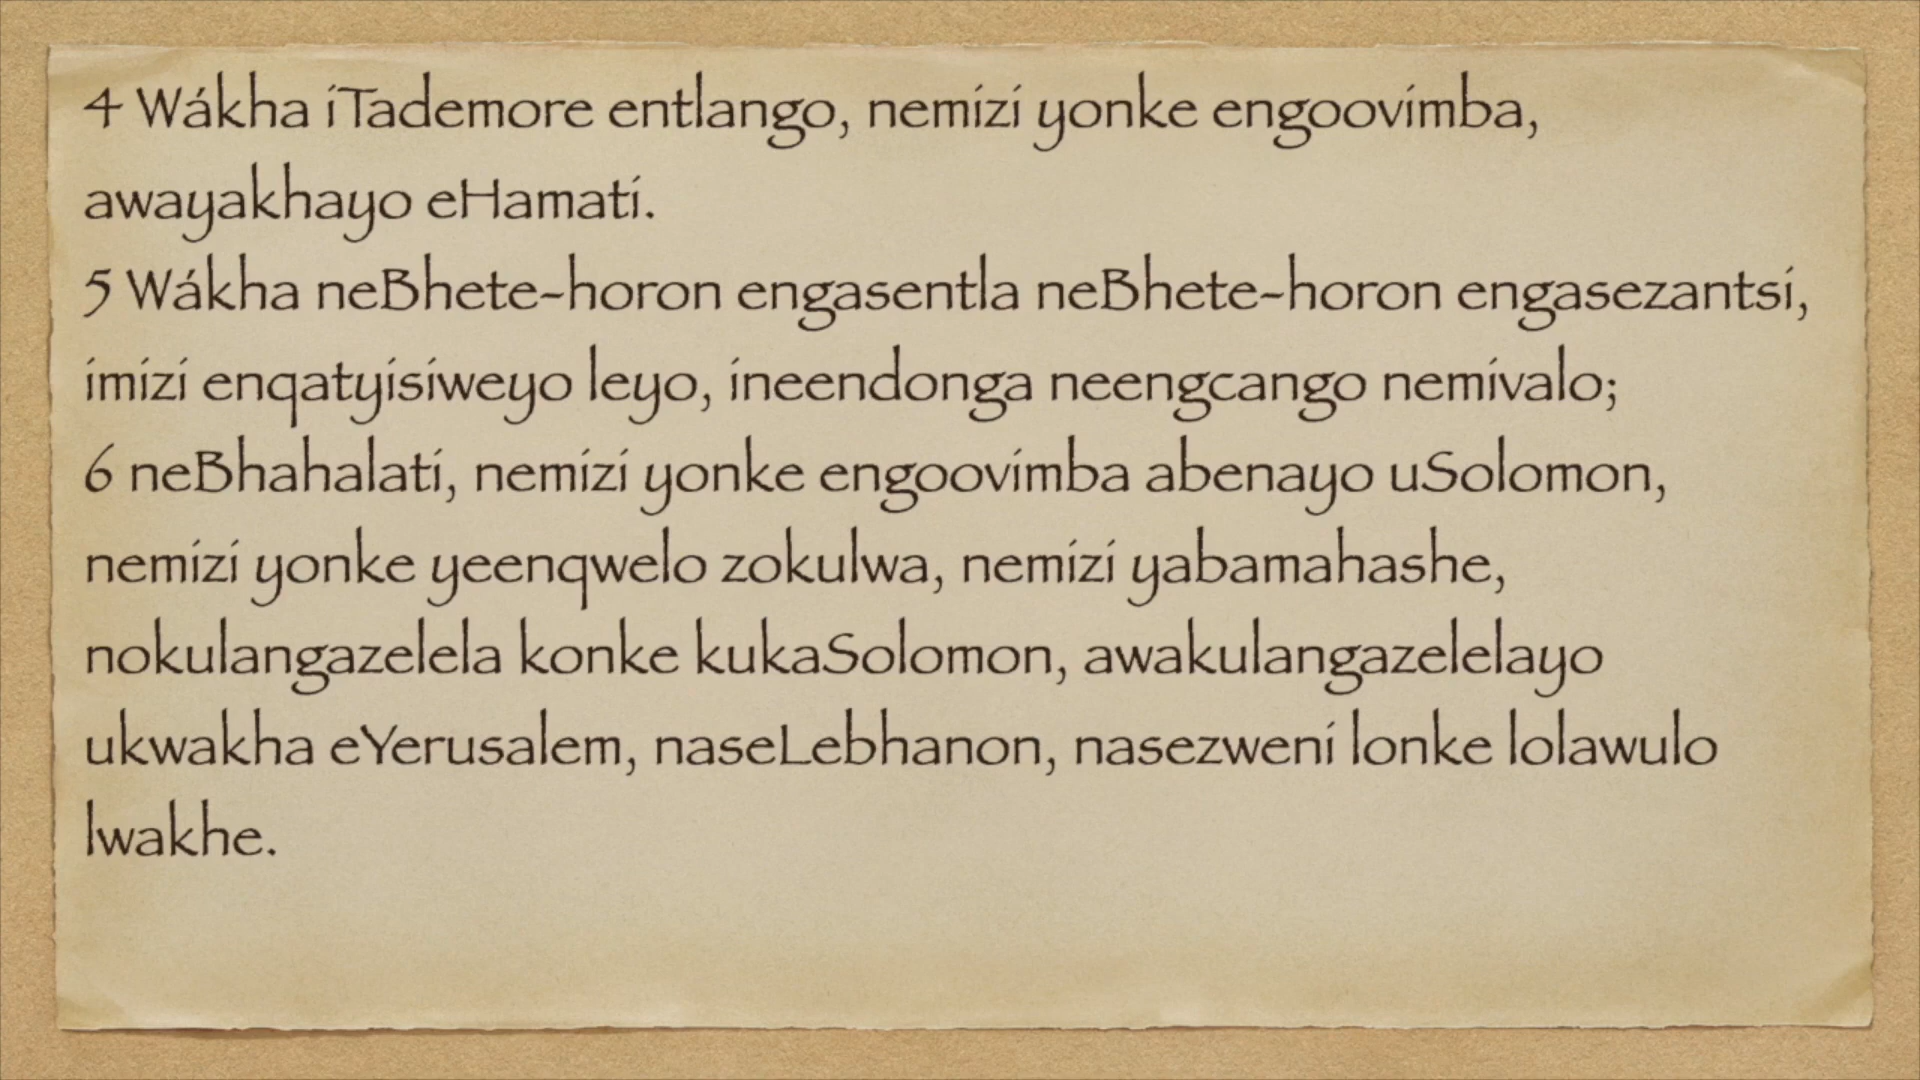 4 Wákha iTademore entlango, nemizi yonke engoovimba,
awayakhayo eHamati.
5 Wákha neBhete-horon engasentla neBhete-horon engasezantsi,
imizi enqatyisiweyo leyo, ineendonga neengcango nemivalo;
6 neBhahalati, nemizi yonke engoovimba abenayo uSolomon,
nemizi yonke yeenqwelo zokulwa, nemizi yabamahashe,
nokulangazelela konke kukaSolomon, awakulangazelelayo
ukwakha eYerusalem, naseLebhanon, nasezweni lonke lolawulo
lwakhe.